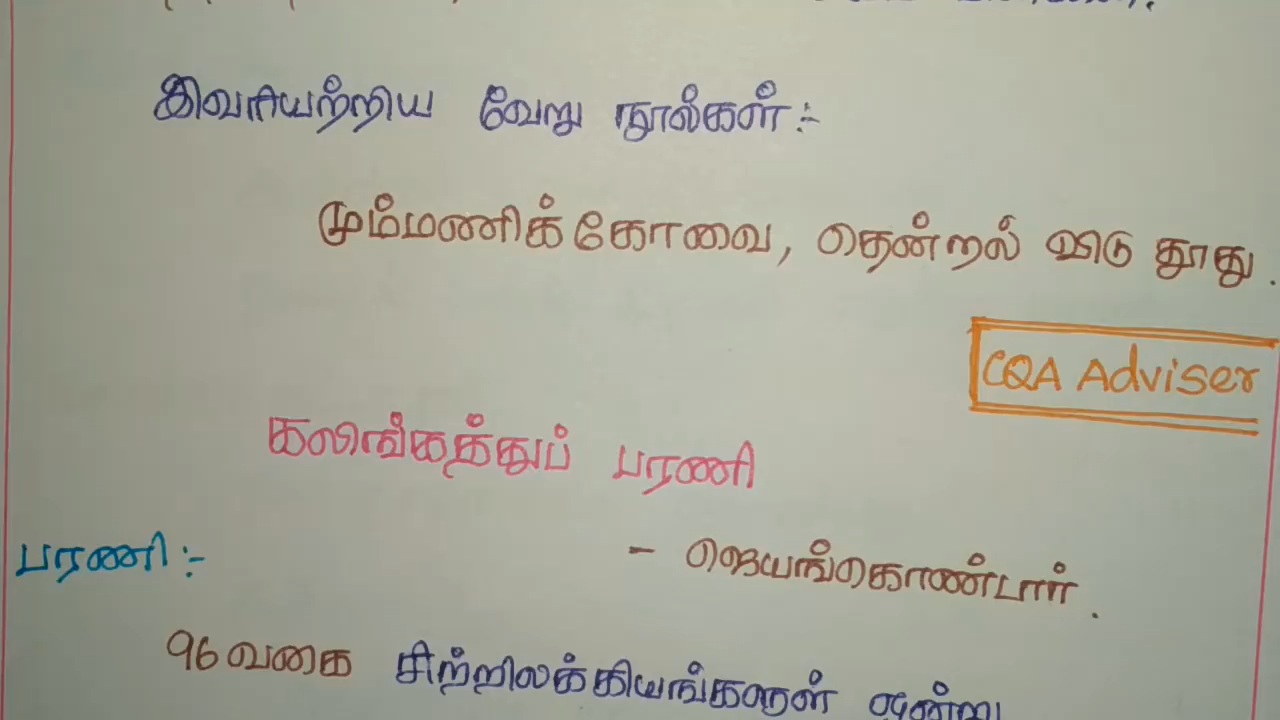 இவரியற்றிய வேறு நூல்கள் :-
மும்மணிக்கோவை, தென்றல் விடு தூது.
CQA Adviser
கலிங்கத்துப் பரணி
- ஜெயங்கொண்டார்.
பரணி :-
96 வகை சிற்றிலக்கியங்களுள் ஒன்று